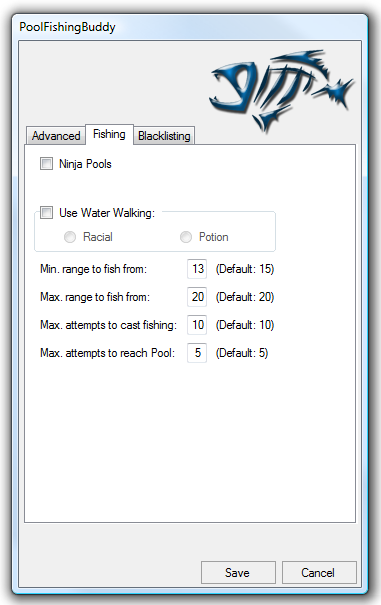 PoolFishingBuddy
Advanced Fishing Blacklisting
Ninja Pools
Use Water Walking:
Racial Potion
Min. range to fish from: 13 (Default: 15)
Max. range to fish from: 20 (Default: 20)
Max. attempts to cast fishing: 10 (Default: 10)
Max. attempts to reach Pool: 5 (Default: 5)
Save Cancel